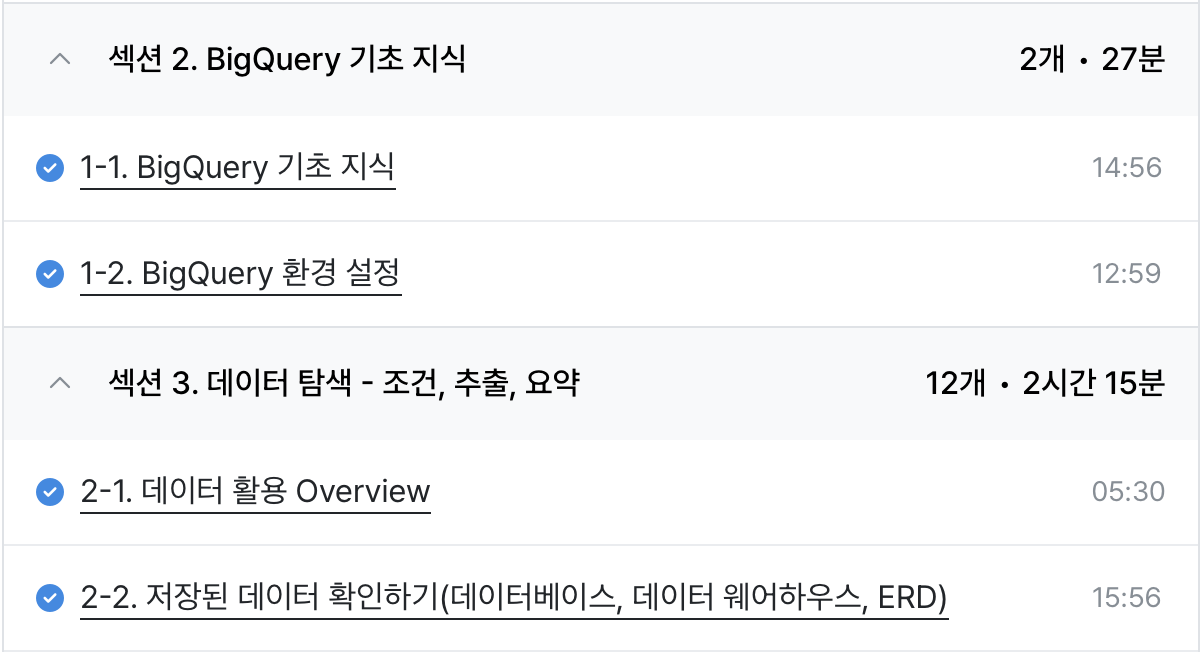 섹션 2. BigQuery 기초 지식 2개 • 27분
1-1. BigQuery 기초 지식 14:56
1-2. BigQuery 환경 설정 12:59
섹션 3. 데이터 탐색 - 조건, 추출, 요약 12개 • 2시간 15분
2-1. 데이터 활용 Overview 05:30
2-2. 저장된 데이터 확인하기(데이터베이스, 데이터 웨어하우스, ERD) 15:56